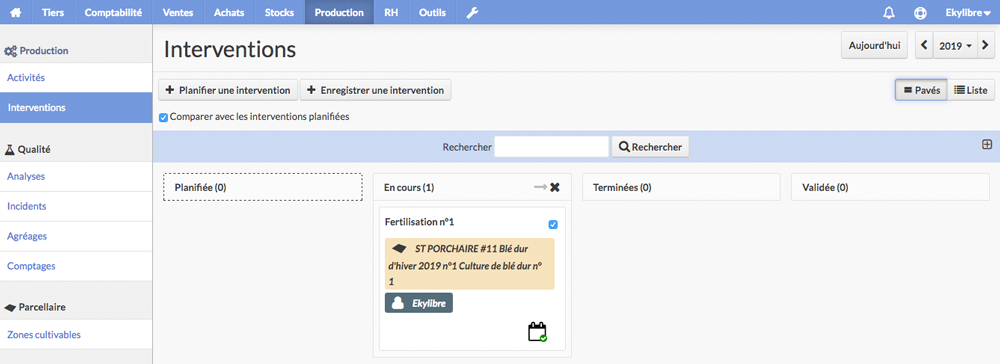 Tiers Comptabilité Ventes Achats Stocks Production RH Outils Ekylibre
Production
Activités
Interventions
Qualité
Analyses
Incidents
Agréages
Comptages
Parcellaire
Zones cultivables
Interventions
Aujourd'hui 2019
Planifier une intervention Enregistrer une intervention Pavés Liste
Comparer avec les interventions planifiées
Rechercher Rechercher
Planifiée (0) En cours (1) Terminées (0) Validée (0)
Fertilisation n°1
ST PORCHAIRE #11 Blé dur
d'hiver 2019 n°1 Culture de blé dur n°
1
Ekylibre